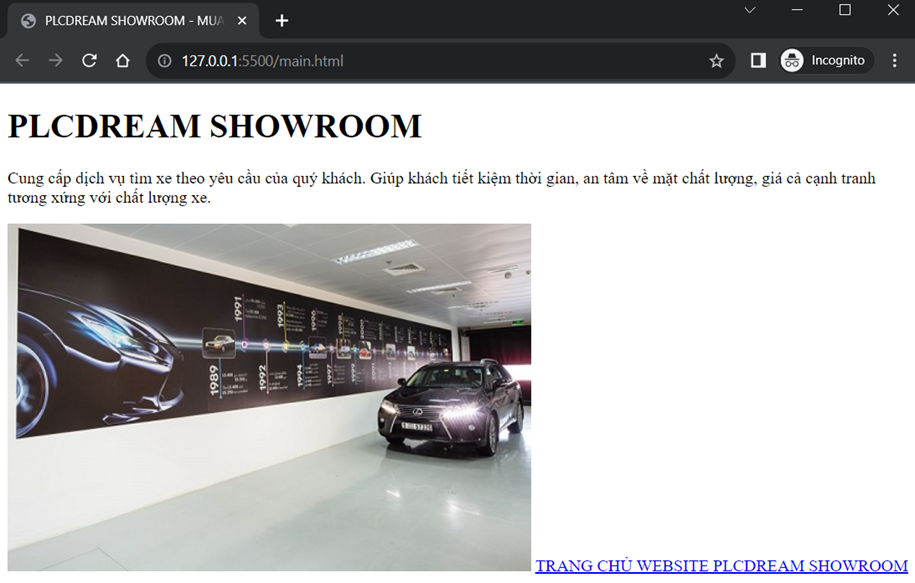 PLCDREAM SHOWROOM - MUA
127.0.0.1:5500/main.html
Incognito
PLCDREAM SHOWROOM
Cung cấp dịch vụ tìm xe theo yêu cầu của quý khách. Giúp khách tiết kiệm thời gian, an tâm về mặt chất lượng, giá cả cạnh tranh
tương xứng với chất lượng xe.
1991
1993
1996
1989
1992
1994
1997
1999
TRANG CHỦ WEBSITE PLCDREAM SHOWROOM